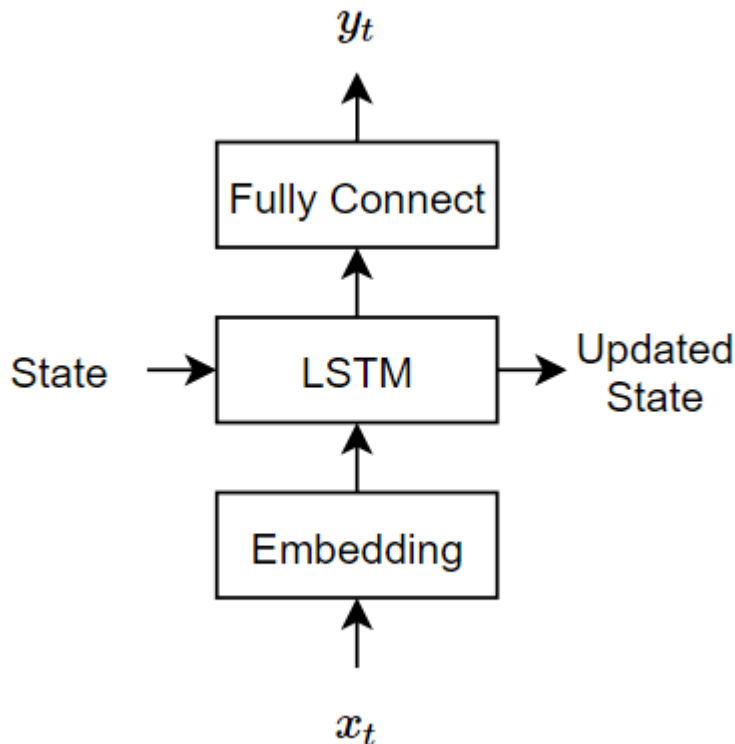 y_t
Fully Connect
State
LSTM
Updated
State
Embedding
x_t